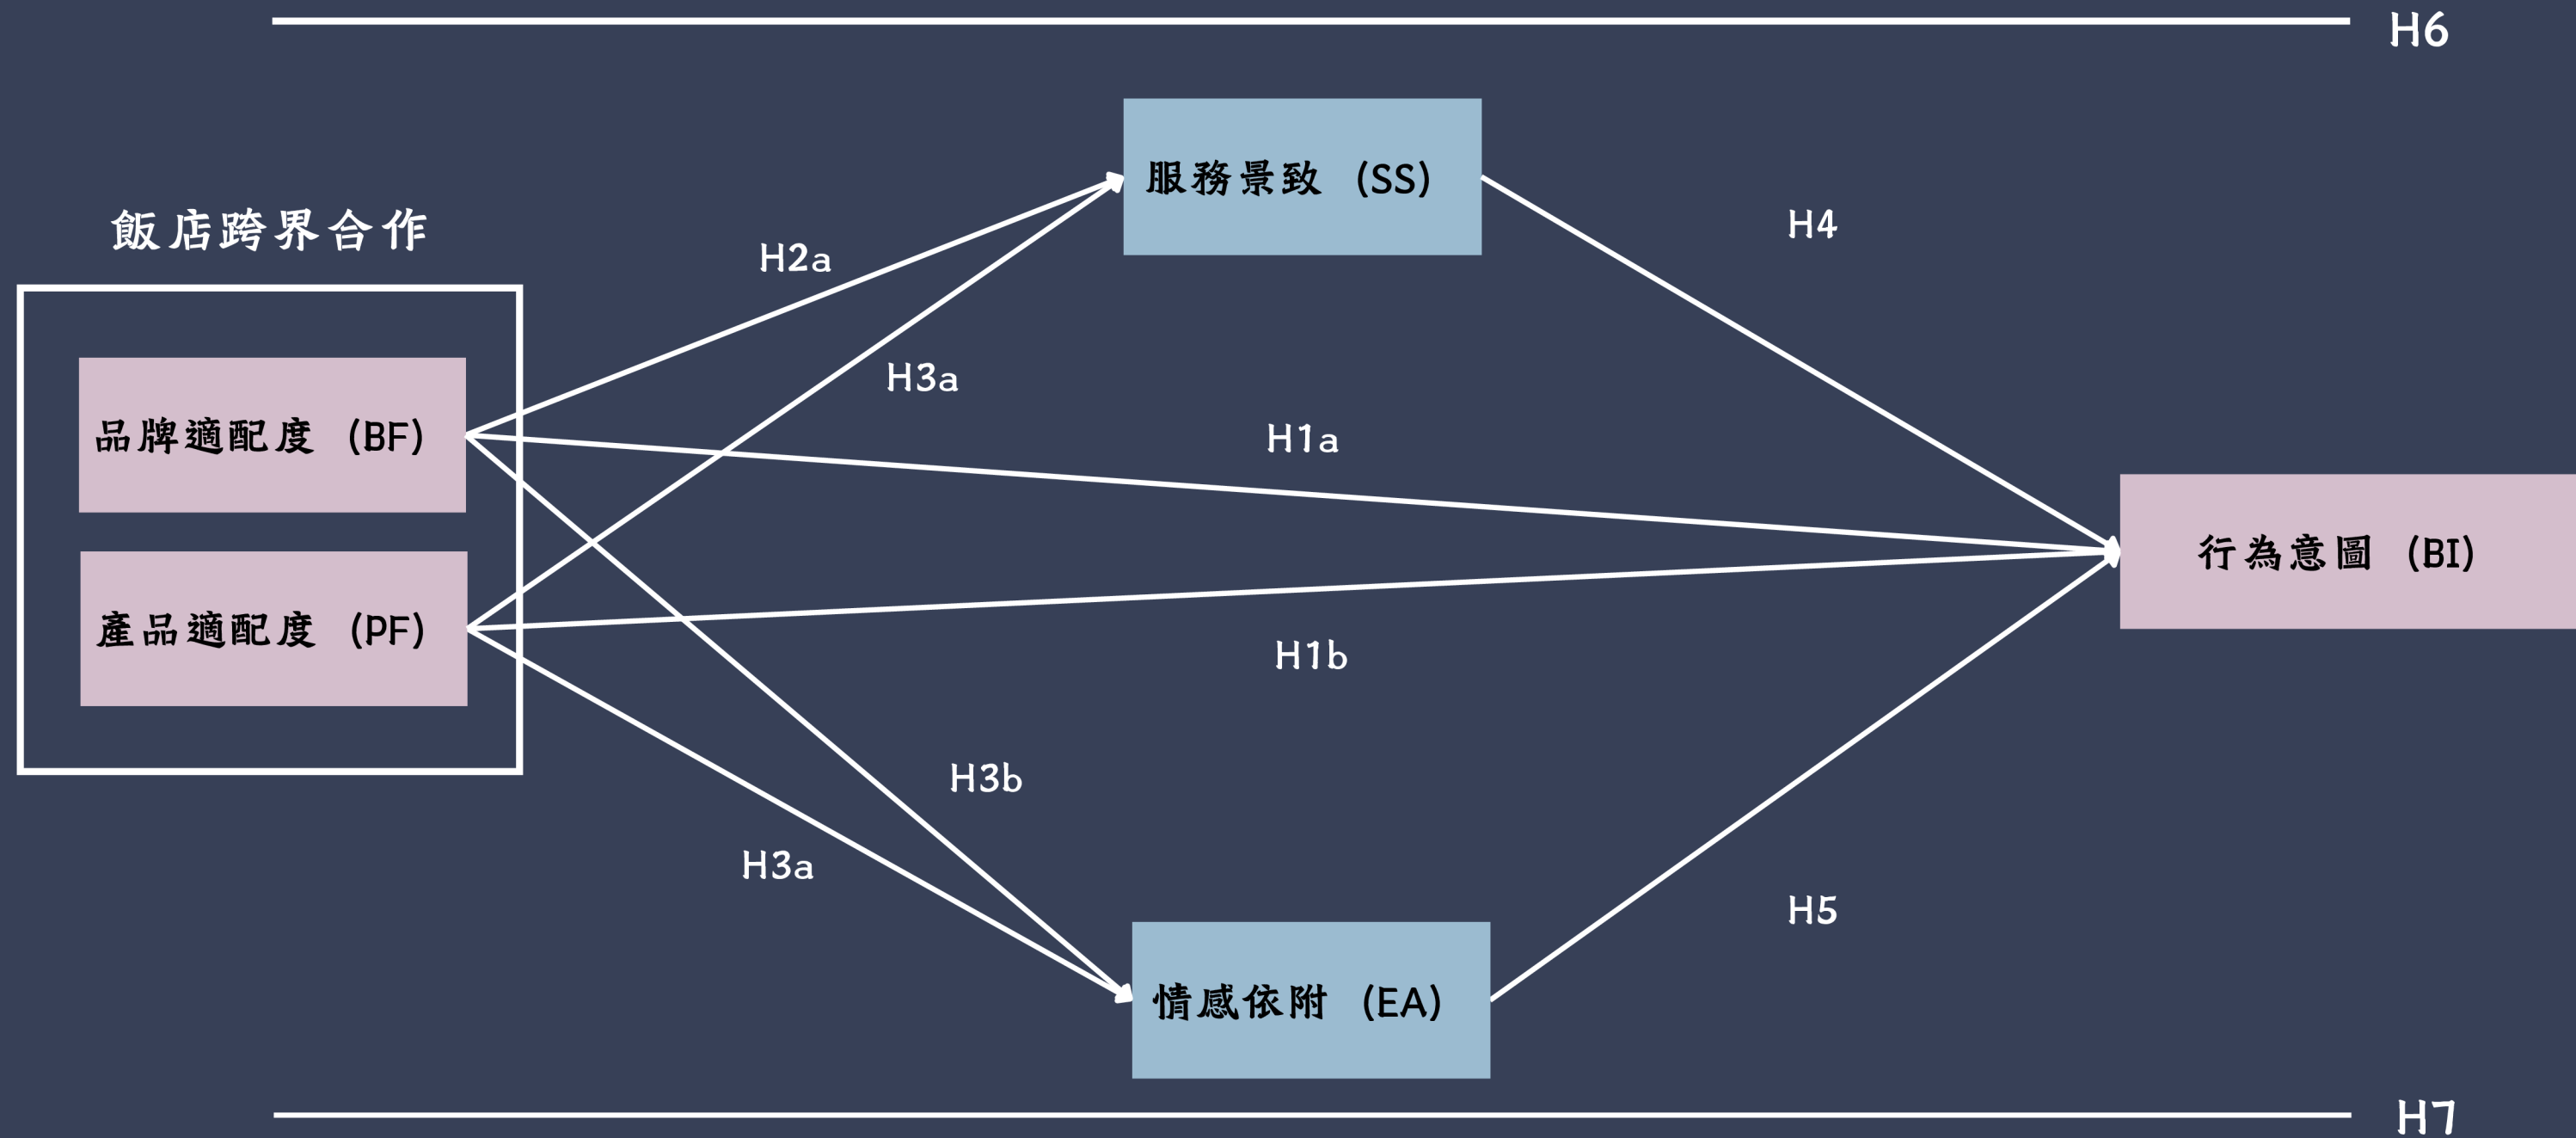 H6
服務景致 (SS)
H4
飯店跨界合作
H2a
H3a
品牌適配度 (BF)
H1a
行為意圖 (BI)
產品適配度 (PF)
H1b
H3b
H3a
H5
情感依附 (EA)
H7